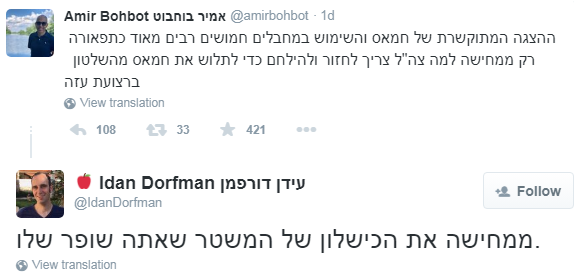 Amir Bohbot אמיר בוחבוט @amirbohbot · 1d
ההצגה המתוקשרת של חמאס והשימוש במחבלים חמושים רבים מאוד כתפאורה
רק ממחישה למה צה"ל צריך לחזור ולהילחם כדי לתלוש את חמאס מהשלטון
ברצועת עזה
View translation
108 33 421
🍎 Idan Dorfman עידן דורפמן
@IdanDorfman
Follow
ממחישה את הכישלון של המשטר שאתה שופר שלו.
View translation